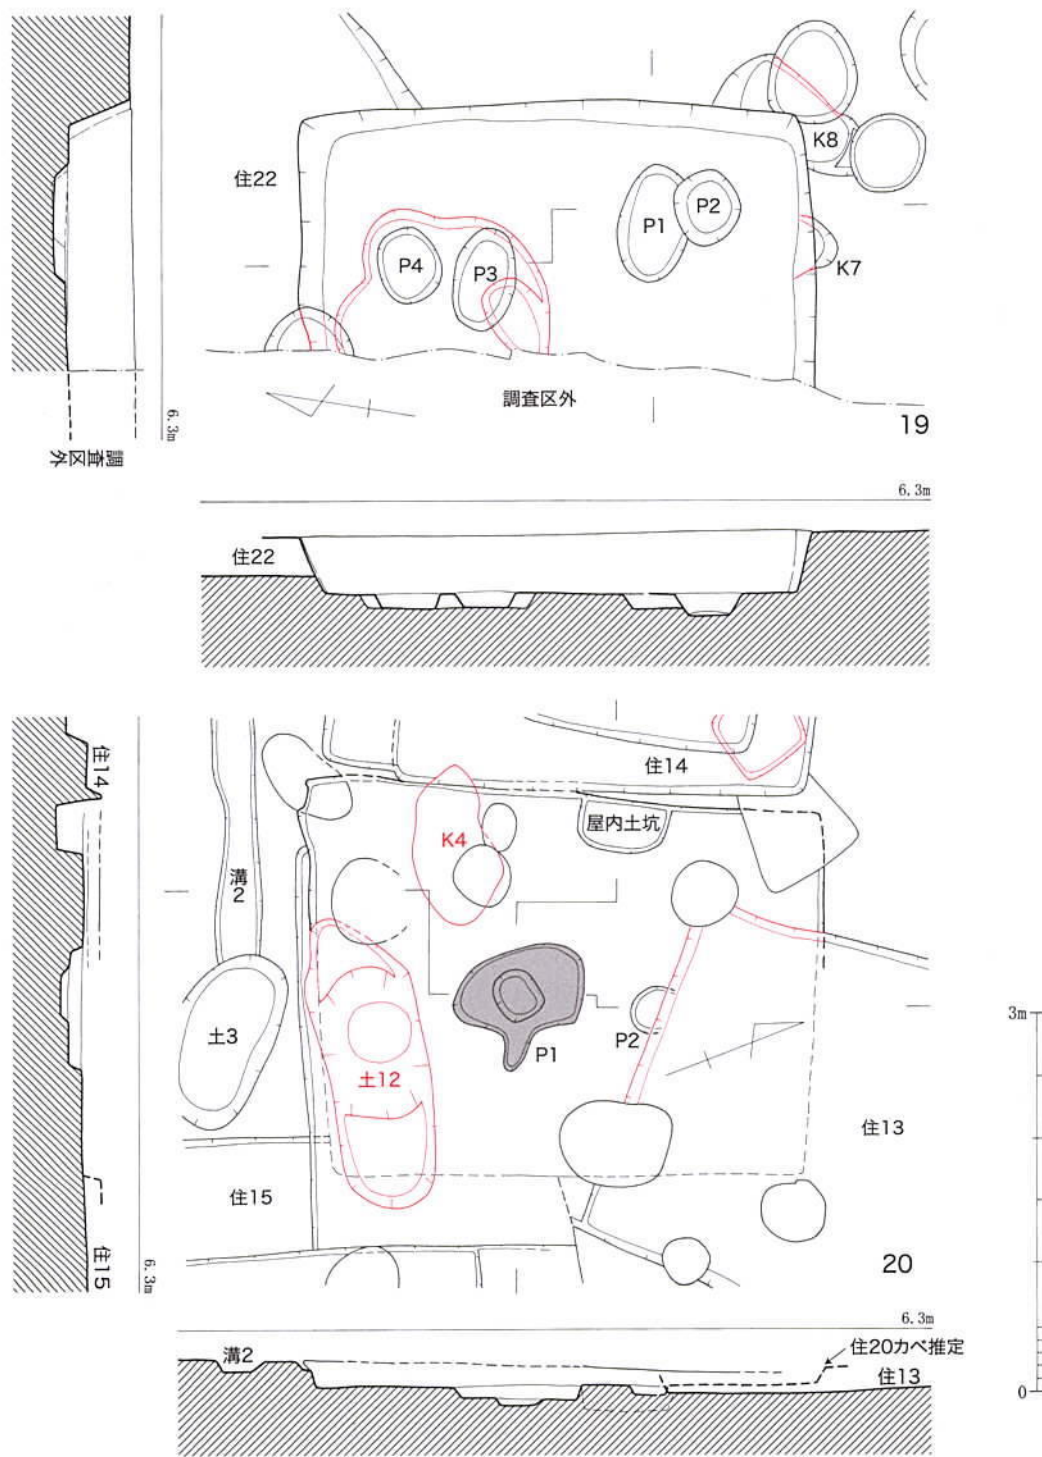 住22
P4
P3
P1
P2
K8
K7
調査区外
19
6.3m
調査区外
6.3m
住22
住14
住15
6.3m
溝2
土3
住15
K4
土12
住14
屋内土坑
P1
P2
住13
20
6.3m
溝2
住20カベ推定
住13
3m
0